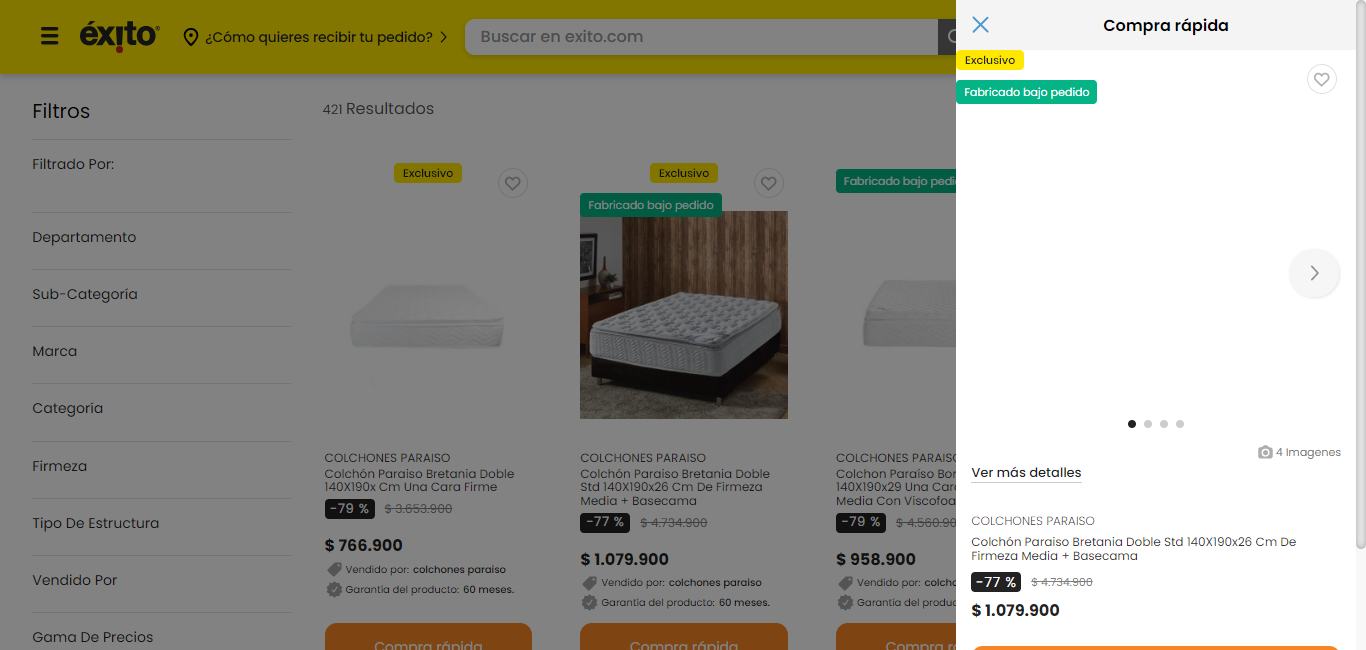 éxito
¿Cómo quieres recibir tu pedido?
Buscar en exito.com
Filtros
Filtrado Por:
Departamento
Sub-Categoría
Marca
Categoría
Firmeza
Tipo De Estructura
Vendido Por
Gama De Precios
421 Resultados
Exclusivo
COLCHONES PARAISO
Colchón Paraiso Bretania Doble
140X190x Cm Una Cara Firme
-79 %
$ 3.653.900
$ 766.900
Vendido por: colchones paraiso
Garantía del producto: 60 meses.
Compra rápida
Exclusivo
Fabricado bajo pedido
COLCHONES PARAISO
Colchón Paraiso Bretania Doble
Std 140X190x26 Cm De Firmeza
Media + Basecama
-77 %
$ 4.734.900
$ 1.079.900
Vendido por: colchones paraiso
Garantía del producto: 60 meses.
Compra rápida
Fabricado bajo pedi
COLCHONES PARAISO
Colchon Paraiso Bo
140X190x29 Una Car
Media Con Viscofoa
-79 %
$ 4.560.90
$ 958.900
Vendido por: colcho
Garantía del produc
Compra r
Compra rápida
Exclusivo
Fabricado bajo pedido
4 Imagenes
Ver más detalles
COLCHONES PARAISO
Colchón Paraiso Bretania Doble Std 140X190x26 Cm De
Firmeza Media + Basecama
-77 %
$ 4.734.900
$ 1.079.900